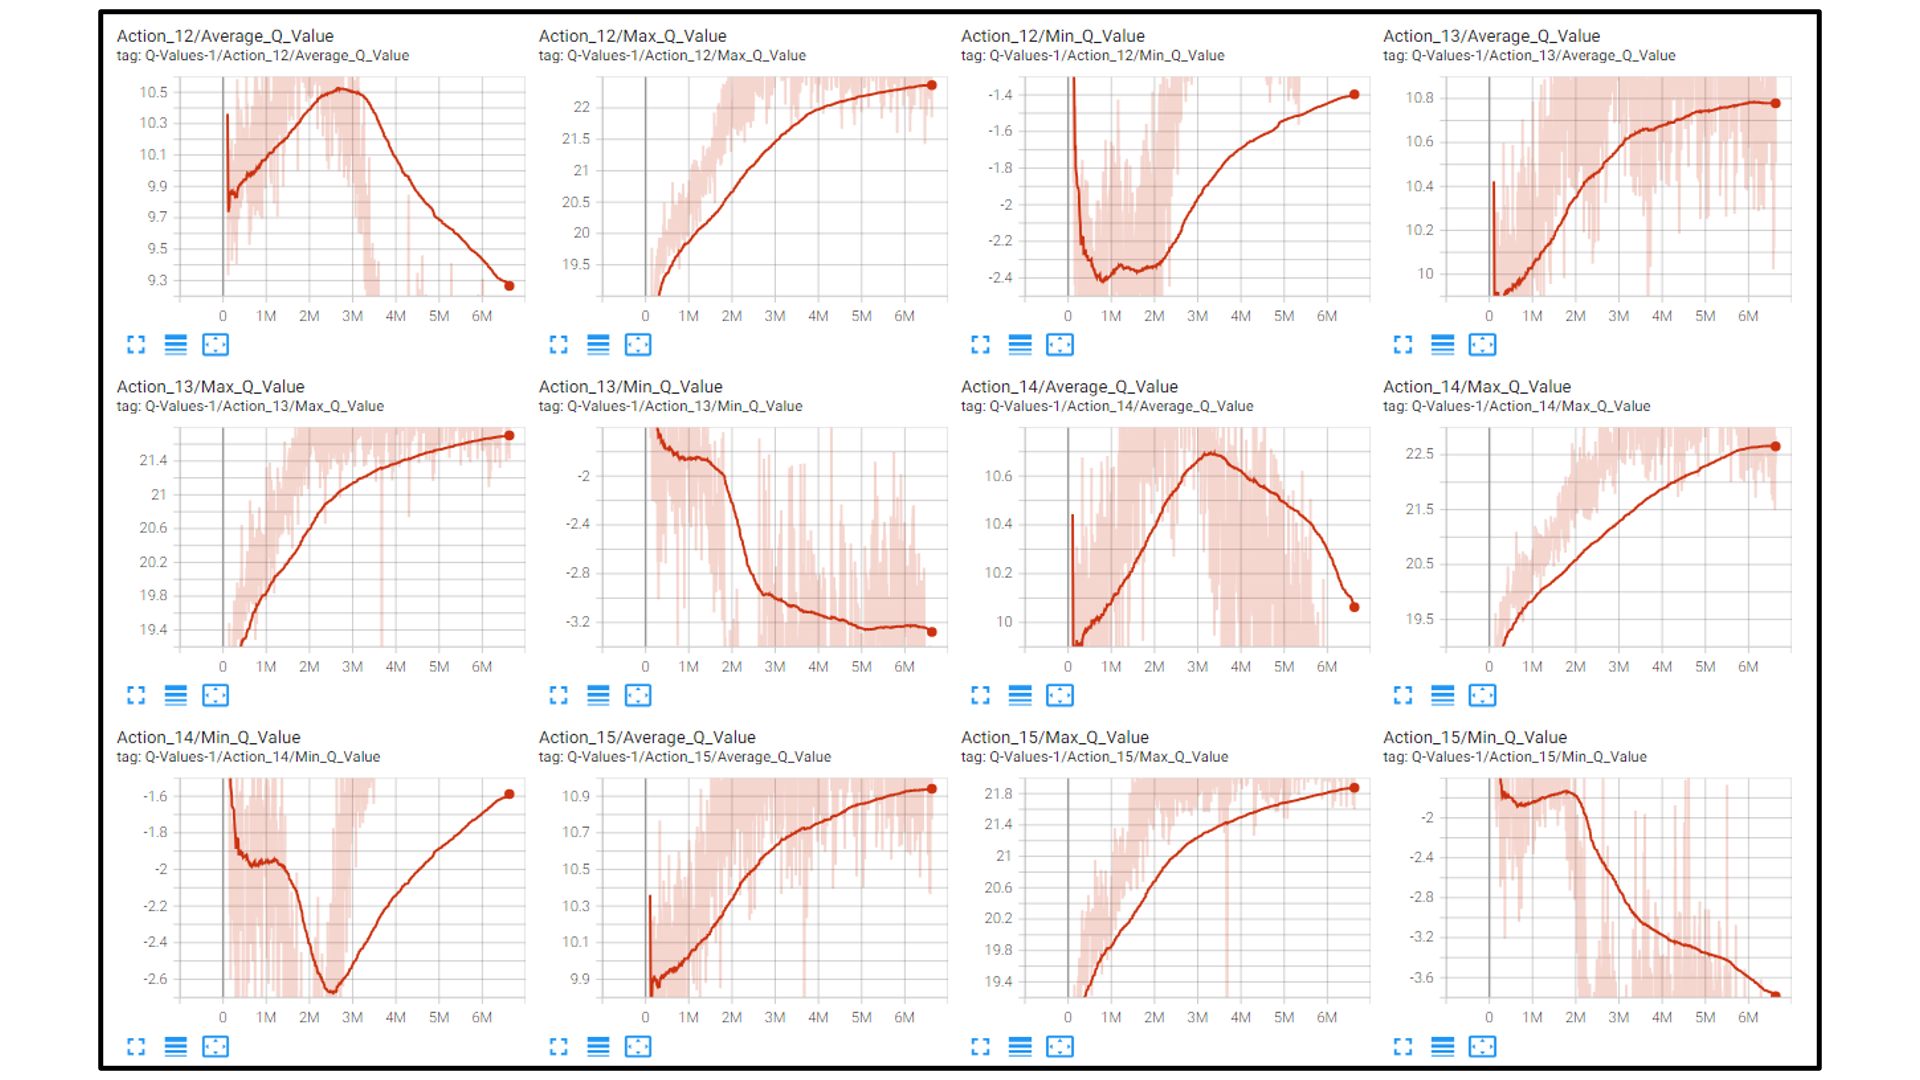 Action_12/Average_Q_Value
tag: Q-Values-1/Action_12/Average_Q_Value
10.5
10.3
10.1
9.9
9.7
9.5
9.3
0 1M 2M 3M 4M 5M 6M
Action_12/Max_Q_Value
tag: Q-Values-1/Action_12/Max_Q_Value
22
21.5
21
20.5
20
19.5
0 1M 2M 3M 4M 5M 6M
Action_12/Min_Q_Value
tag: Q-Values-1/Action_12/Min_Q_Value
-1.4
-1.6
-1.8
-2
-2.2
-2.4
0 1M 2M 3M 4M 5M 6M
Action_13/Average_Q_Value
tag: Q-Values-1/Action_13/Average_Q_Value
10.8
10.6
10.4
10.2
10
0 1M 2M 3M 4M 5M 6M
Action_13/Max_Q_Value
tag: Q-Values-1/Action_13/Max_Q_Value
21.4
21
20.6
20.2
19.8
19.4
0 1M 2M 3M 4M 5M 6M
Action_13/Min_Q_Value
tag: Q-Values-1/Action_13/Min_Q_Value
-2
-2.4
-2.8
-3.2
0 1M 2M 3M 4M 5M 6M
Action_14/Average_Q_Value
tag: Q-Values-1/Action_14/Average_Q_Value
10.6
10.4
10.2
10
0 1M 2M 3M 4M 5M 6M
Action_14/Max_Q_Value
tag: Q-Values-1/Action_14/Max_Q_Value
22.5
21.5
20.5
19.5
0 1M 2M 3M 4M 5M 6M
Action_14/Min_Q_Value
tag: Q-Values-1/Action_14/Min_Q_Value
-1.6
-1.8
-2
-2.2
-2.4
-2.6
0 1M 2M 3M 4M 5M 6M
Action_15/Average_Q_Value
tag: Q-Values-1/Action_15/Average_Q_Value
10.9
10.7
10.5
10.3
10.1
9.9
0 1M 2M 3M 4M 5M 6M
Action_15/Max_Q_Value
tag: Q-Values-1/Action_15/Max_Q_Value
21.8
21.4
21
20.6
20.2
19.8
19.4
0 1M 2M 3M 4M 5M 6M
Action_15/Min_Q_Value
tag: Q-Values-1/Action_15/Min_Q_Value
-2
-2.4
-2.8
-3.2
-3.6
0 1M 2M 3M 4M 5M 6M